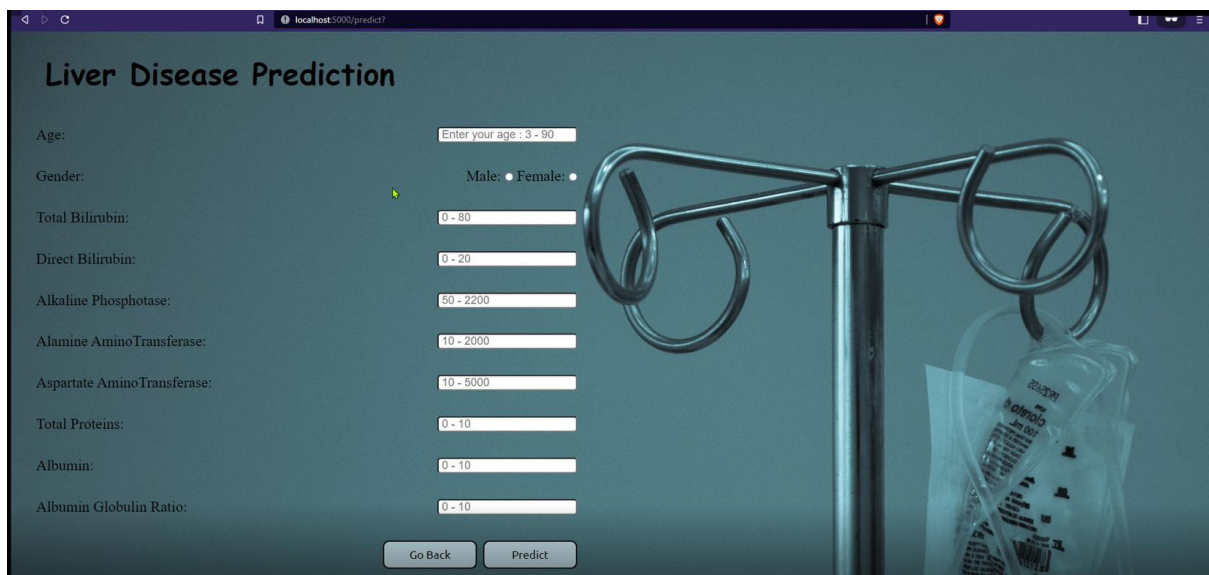 localhost:5000/predict?
Liver Disease Prediction
Age: Enter your age : 3 - 90
Gender: Male: Female:
Total Bilirubin: 0 - 80
Direct Bilirubin: 0 - 20
Alkaline Phosphotase: 50 - 2200
Alamine AminoTransferase: 10 - 2000
Aspartate AminoTransferase: 10 - 5000
Total Proteins: 0 - 10
Albumin: 0 - 10
Albumin Globulin Ratio: 0 - 10
Go Back Predict